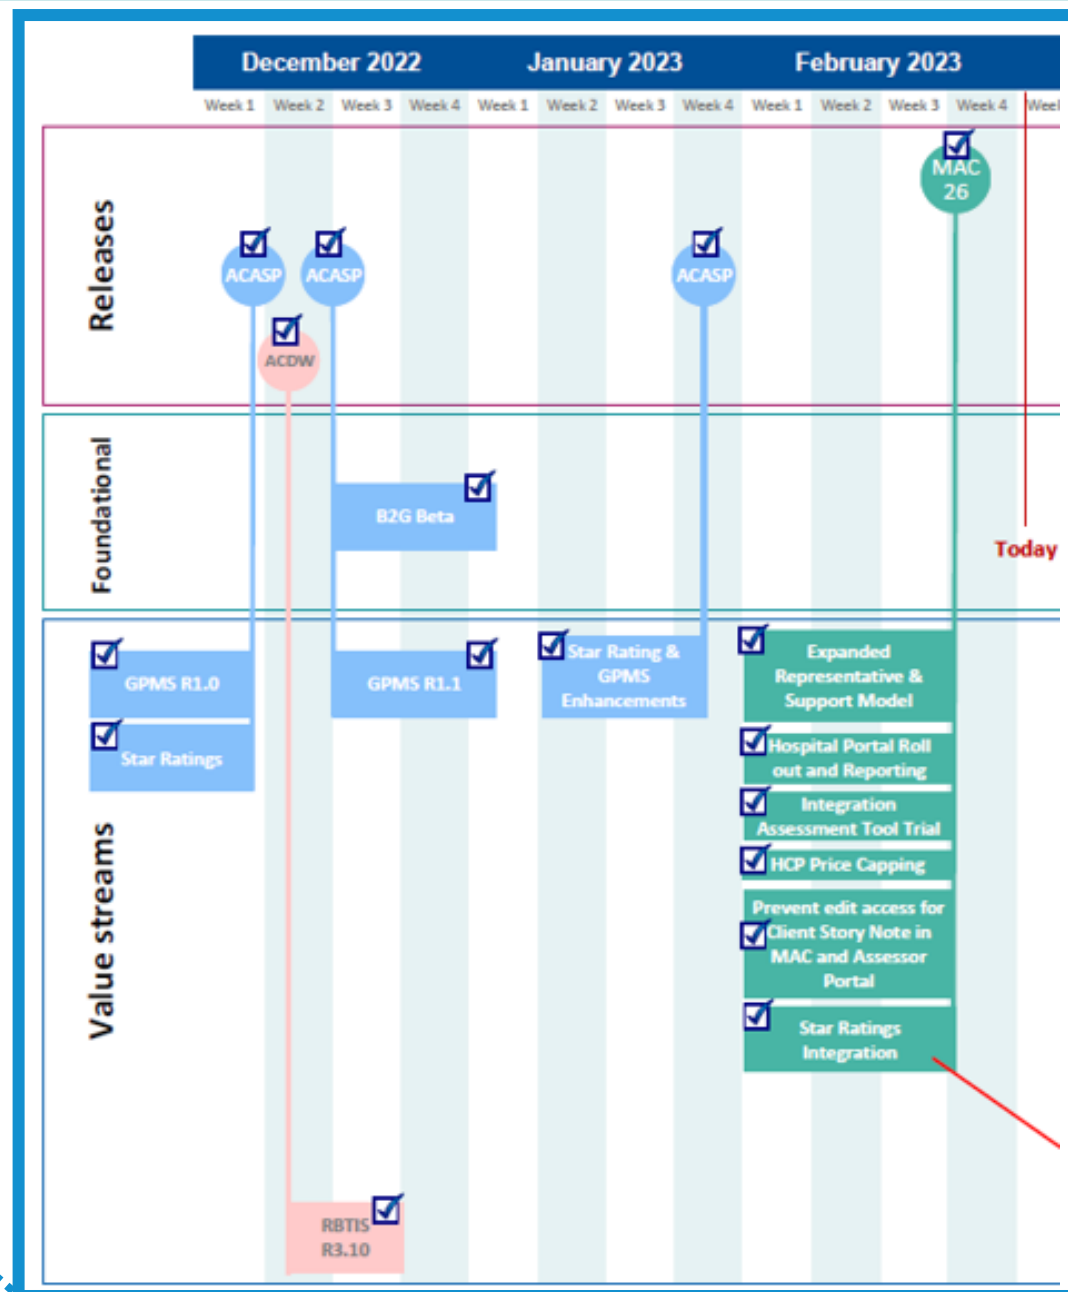 December 2022
January 2023
February 2023
Week 1 Week 2 Week 3 Week 4 Week 1 Week 2 Week 3 Week 4 Week 1 Week 2 Week 3 Week 4
Releases
MAC
26
ACASP
ACASP
ACASP
ACDW
Foundational
B2G Beta
Today
Value streams
GPMS R1.0
Star Ratings
GPMS R1.1
Star Rating &
GPMS
Enhancements
Expanded
Representative &
Support Model
Hospital Portal Roll
out and Reporting
Integration
Assessment Tool Trial
HCP Price Capping
Prevent edit access for
Client Story Note in
MAC and Assessor
Portal
Star Ratings
Integration
RBTIS
R3.10